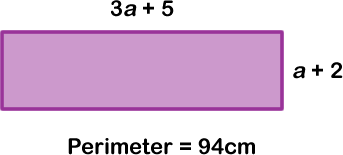 3a + 5
a + 2
Perimeter = 94cm